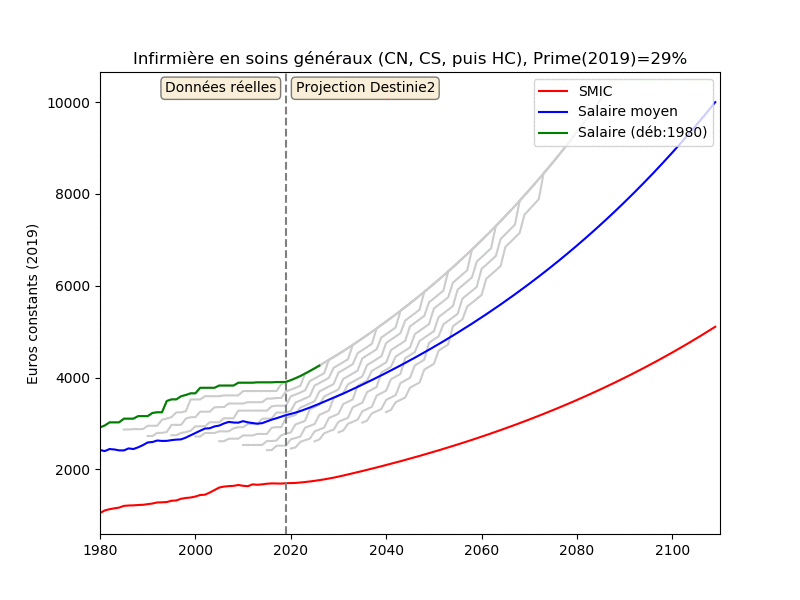 Infirmière en soins généraux (CN, CS, puis HC), Prime(2019)=29%
Données réelles
Projection Destinie2
SMIC
Salaire moyen
Salaire (déb:1980)
Euros constants (2019)
10000
8000
6000
4000
2000
1980 2000 2020 2040 2060 2080 2100